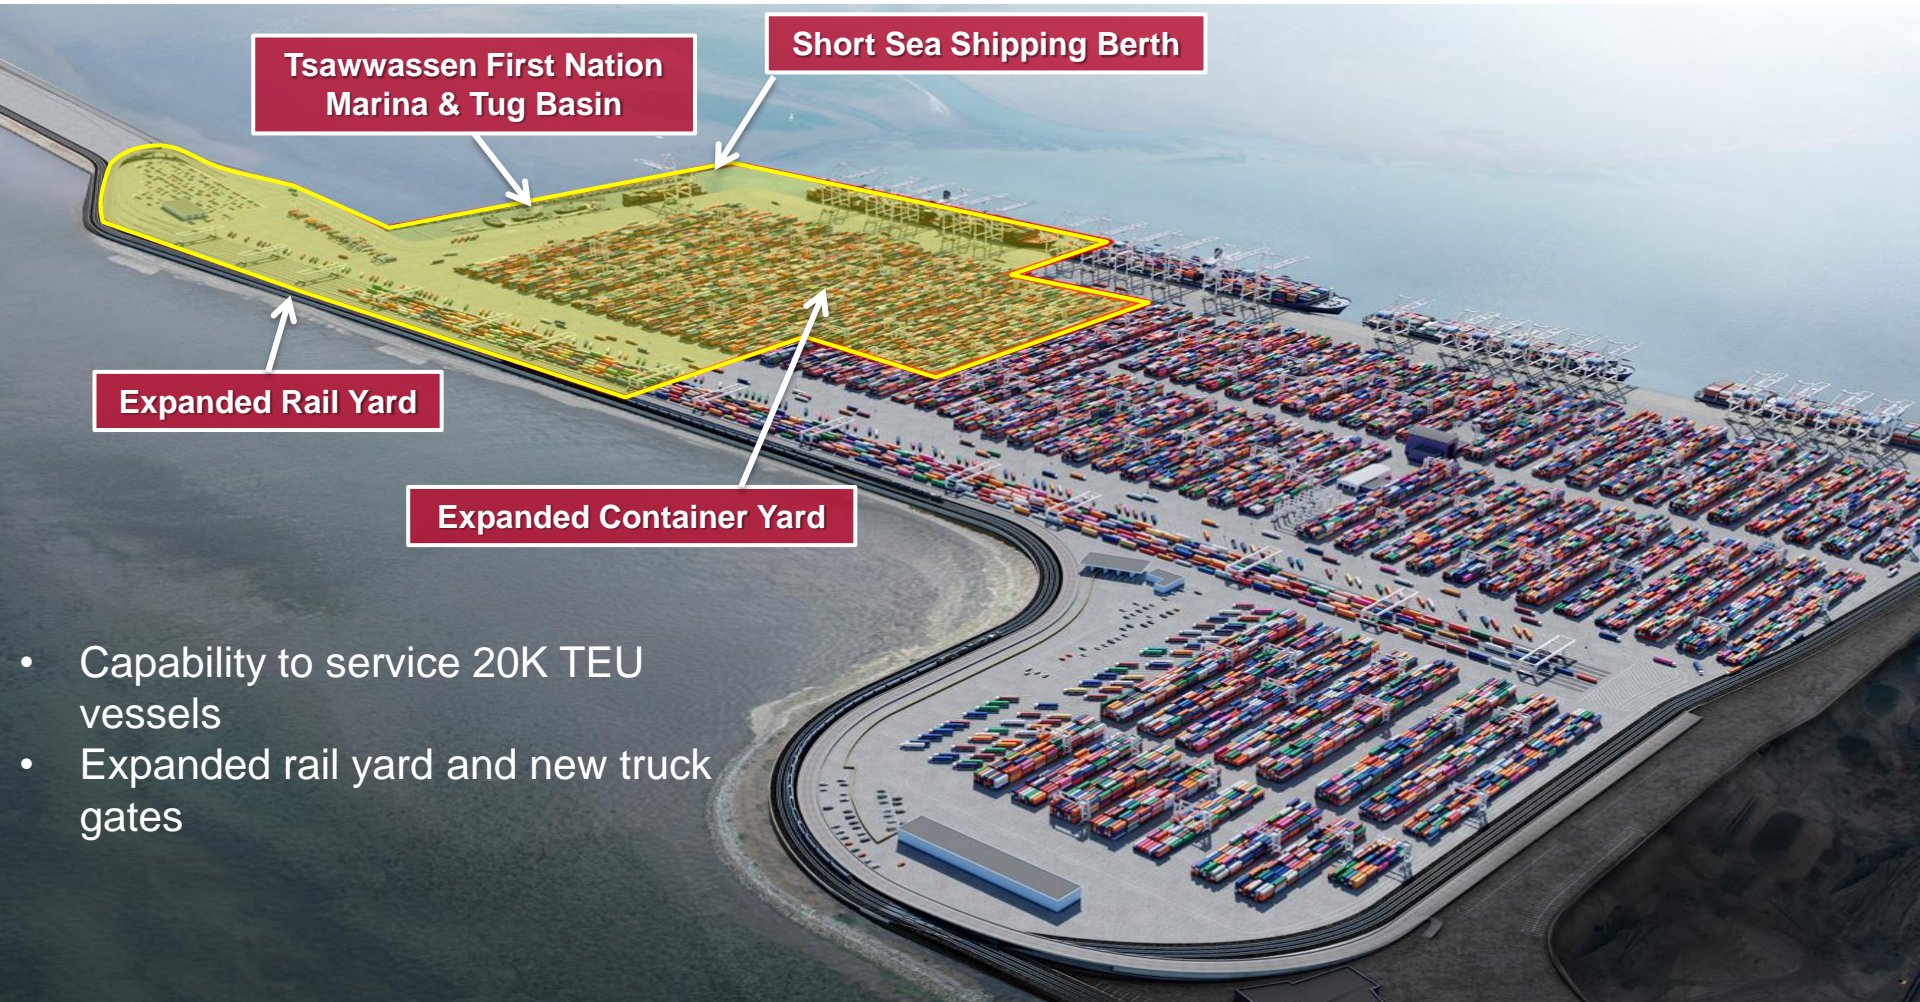 Short Sea Shipping Berth
Tsawwassen First Nation
Marina & Tug Basin
Expanded Rail Yard
Expanded Container Yard
• Capability to service 20K TEU
vessels
• Expanded rail yard and new truck
gates